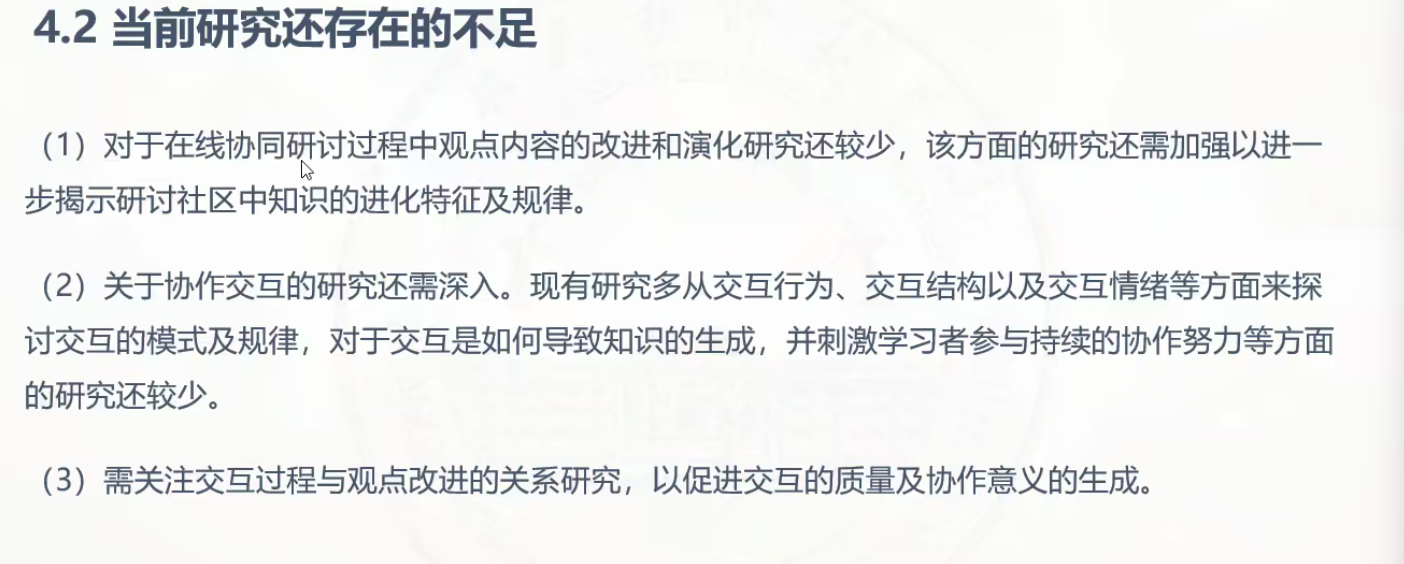 4.2 当前研究还存在的不足
（1）对于在线协同研讨过程中观点内容的改进和演化研究还较少，该方面的研究还需加强以进一
步揭示研讨社区中知识的进化特征及规律。
（2）关于协作交互的研究还需深入。现有研究多从交互行为、交互结构以及交互情绪等方面来探
讨交互的模式及规律，对于交互是如何导致知识的生成，并刺激学习者参与持续的协作努力等方面
的研究还较少。
（3）需关注交互过程与观点改进的关系研究，以促进交互的质量及协作意义的生成。